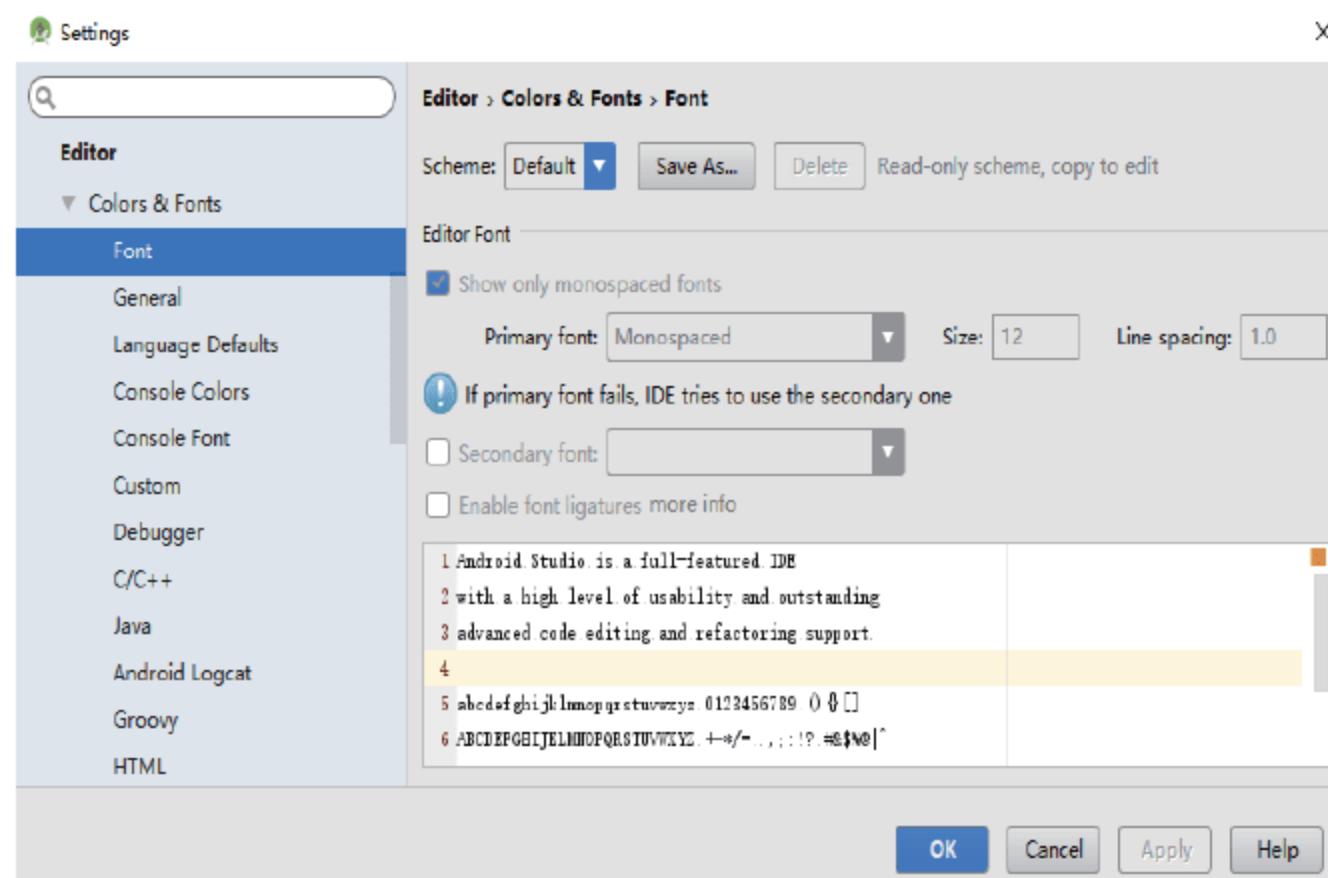 Settings
Editor › Colors & Fonts › Font
Editor
Scheme: Default Save As... Delete Read-only scheme, copy to edit
Colors & Fonts
Editor Font
Font
Show only monospaced fonts
General
Primary font: Monospaced Size: 12 Line spacing: 1.0
Language Defaults
Console Colors
If primary font fails, IDE tries to use the secondary one
Console Font
Secondary font:
Custom
Enable font ligatures more info
Debugger
C/C++
Java
Android Logcat
Groovy
HTML
1 Android Studio is a full-featured IDE
2 with a high level of usability and outstanding
3 advanced code editing and refactoring support.
4
5 abcdefghijklmnopqrstuvwxyz 0123456789 () {} []
6 ABCDEFGHIJKLMNOPQRSTUVWXYZ +-*/= .,;:!? #&$%@|^
OK Cancel Apply Help